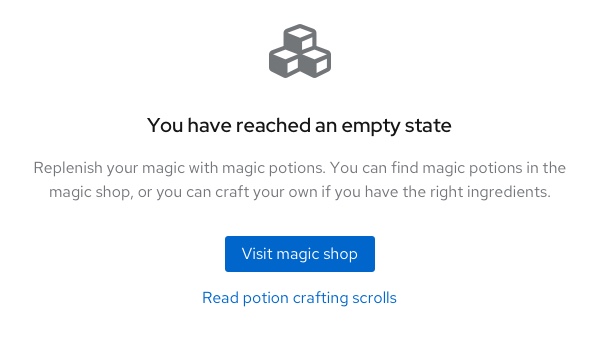 You have reached an empty state
Replenish your magic with magic potions. You can find magic potions in the
magic shop, or you can craft your own if you have the right ingredients.
Visit magic shop
Read potion crafting scrolls